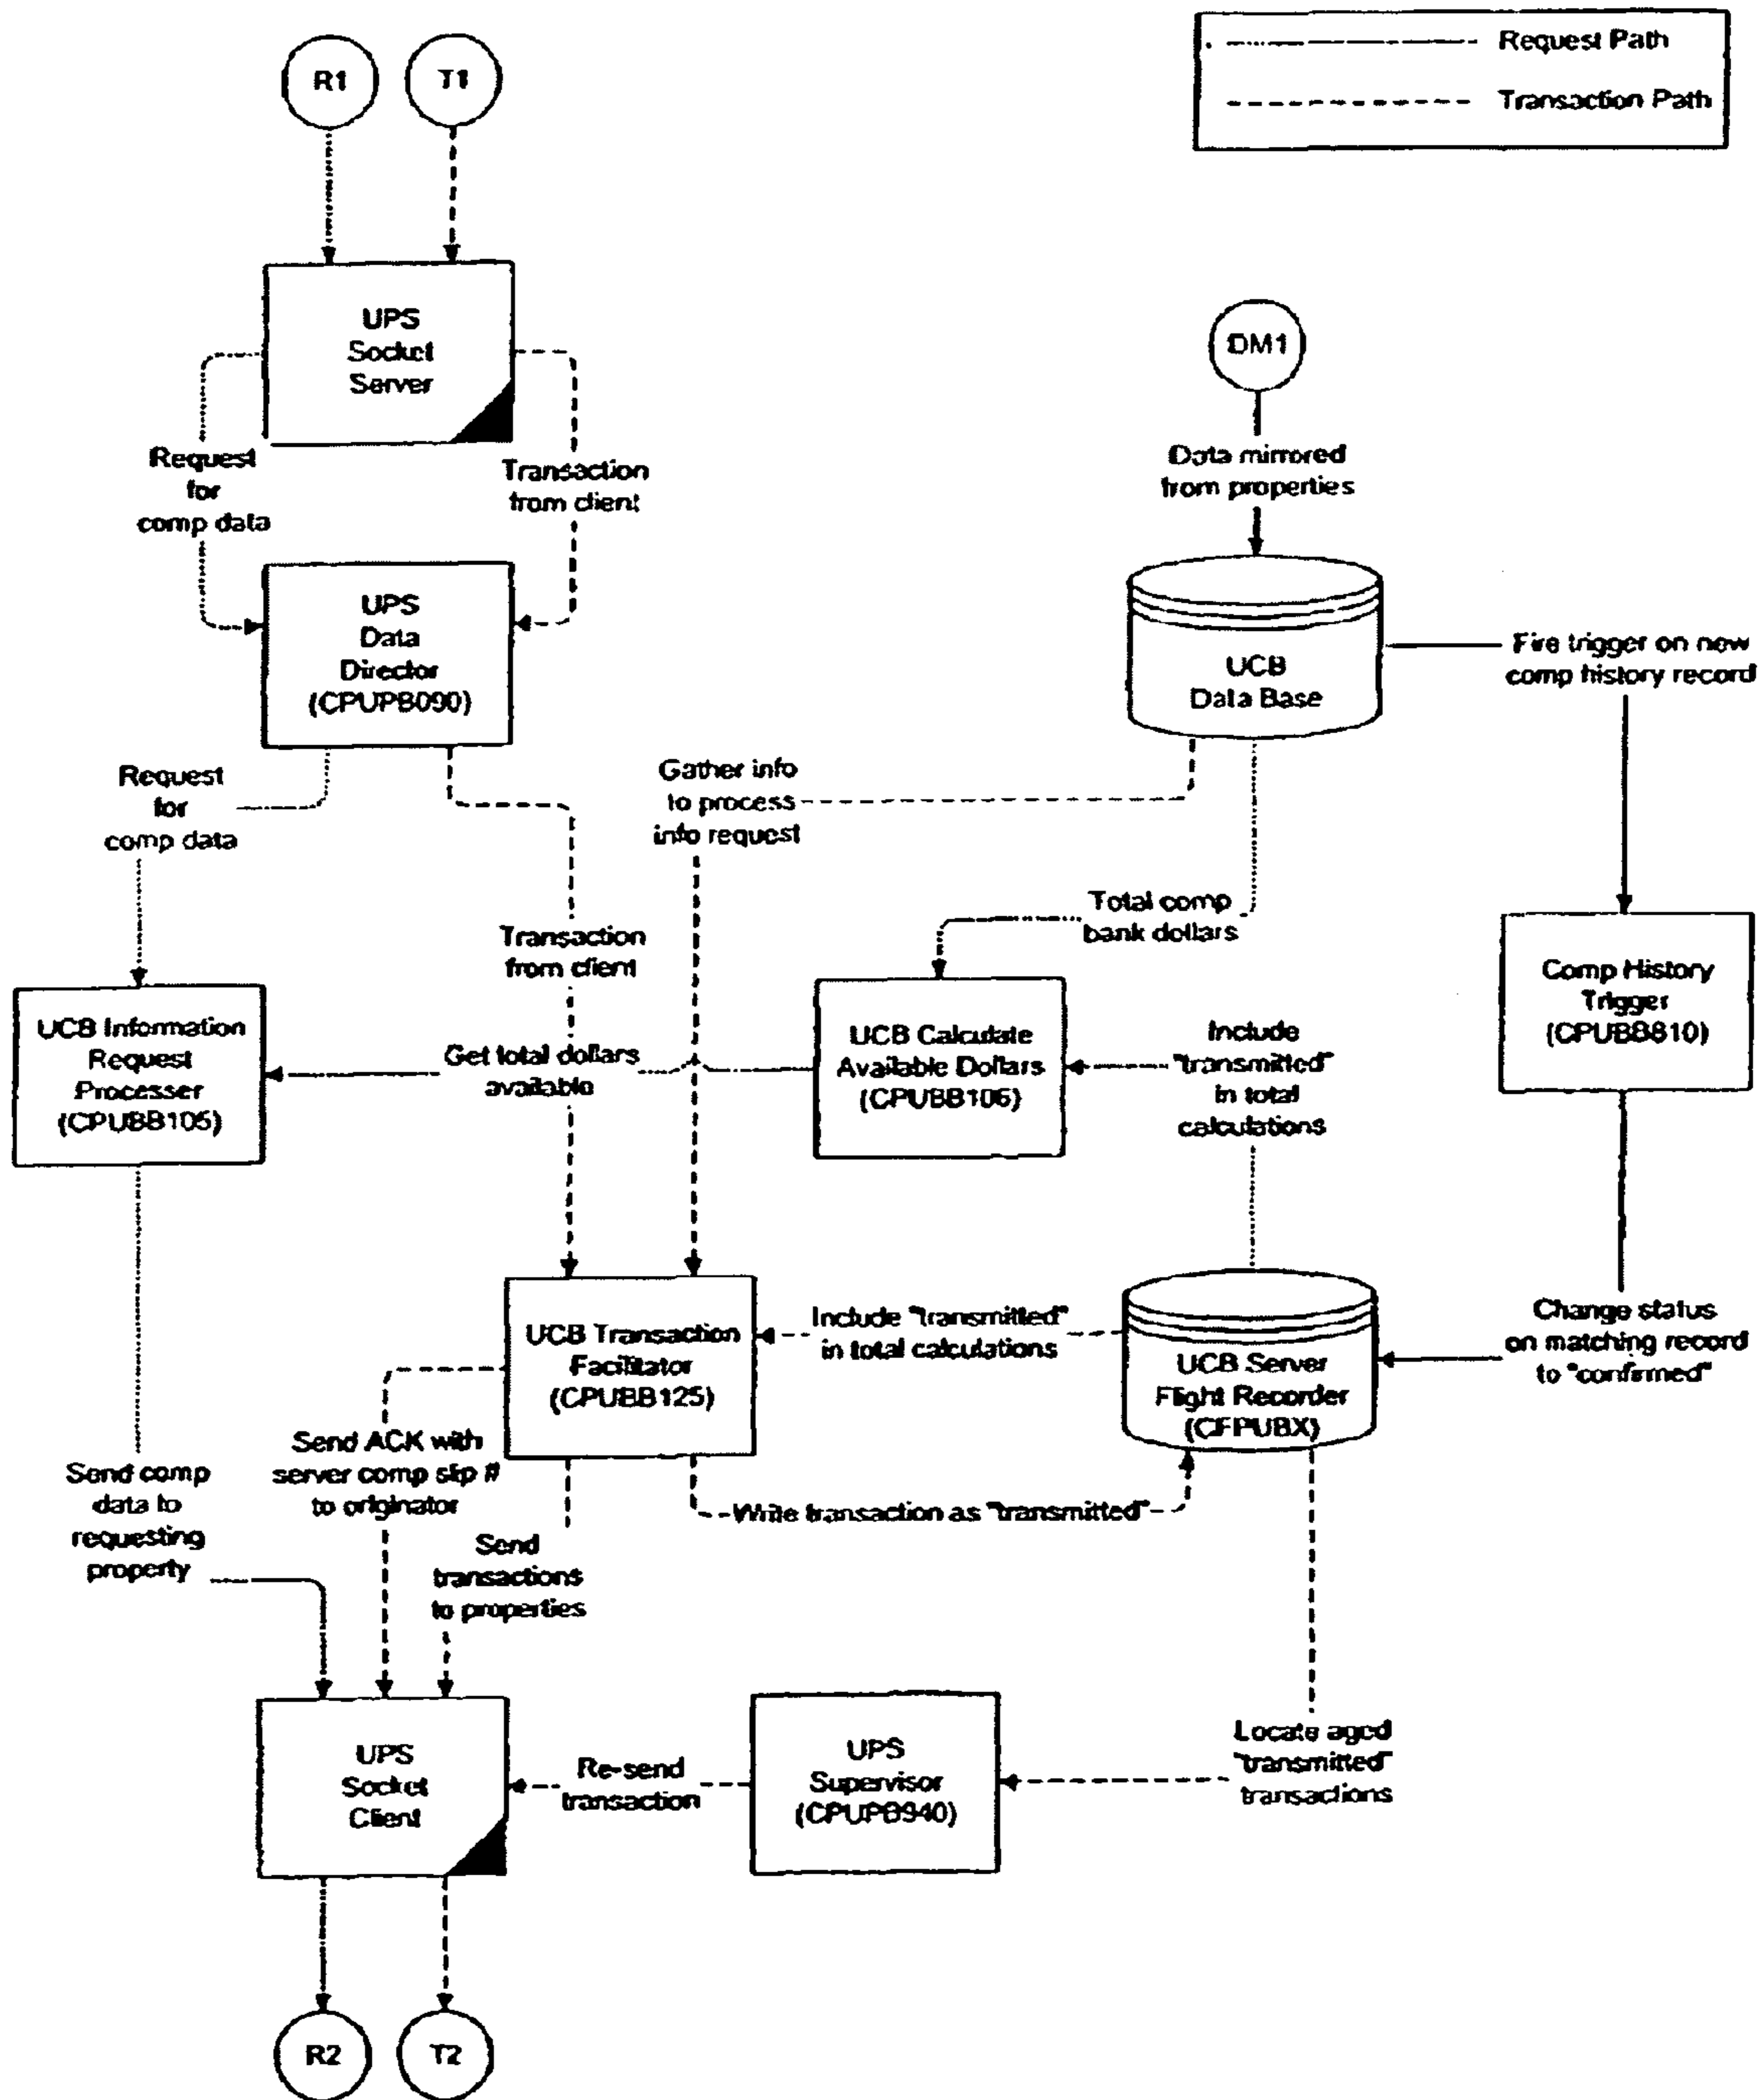 Request Path
Transaction Path
R1
T1
UPS
Socket
Server
DM1
Request
for
comp data
Transaction
from client
Data mirrored
from properties
UPS
Data
Director
(CPUPB090)
UCB
Data Base
Fire trigger on new
comp history record
Request
for
comp data
Gather info
to process
info request
Transaction
from client
Total comp
bank dollars
UCB Information
Request
Processer
(CPUBB105)
Get total dollars
available
UCB Calculate
Available Dollars
(CPUBB106)
Include
"transmitted"
in total
calculations
Comp History
Trigger
(CPUBB810)
UCB Transaction
Facilitator
(CPUBB125)
Include "transmitted"
in total calculations
UCB Server
Flight Recorder
(CFPUBX)
Change status
on matching record
to "confirmed"
Send ACK with
server comp slip #
to originator
Send comp
data to
requesting
property
Send
transactions
to properties
Write transaction as "transmitted"
UPS
Socket
Client
Re-send
transaction
UPS
Supervisor
(CPUPB940)
Locate aged
"transmitted"
transactions
R2
T2